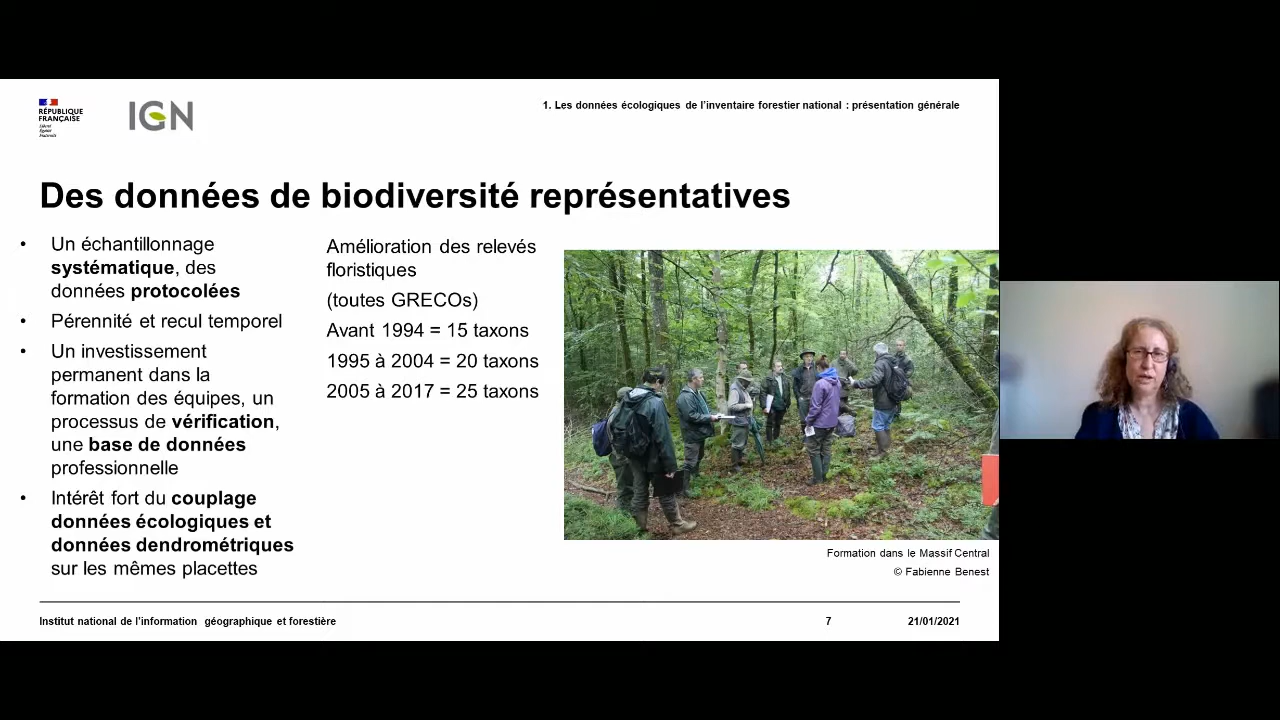 RÉPUBLIQUE
FRANÇAISE
Liberté
Égalité
Fraternité
IGN
1. Les données écologiques de l'inventaire forestier national : présentation générale
Des données de biodiversité représentatives
• Un échantillonnage
systématique, des
données protocolées
• Pérennité et recul temporel
• Un investissement
permanent dans la
formation des équipes, un
processus de vérification,
une base de données
professionnelle
• Intérêt fort du couplage
données écologiques et
données dendrométriques
sur les mêmes placettes
Amélioration des relevés
floristiques
(toutes GRECOs)
Avant 1994 = 15 taxons
1995 à 2004 = 20 taxons
2005 à 2017 = 25 taxons
Formation dans le Massif Central
© Fabienne Benest
Institut national de l'information géographique et forestière
7
21/01/2021